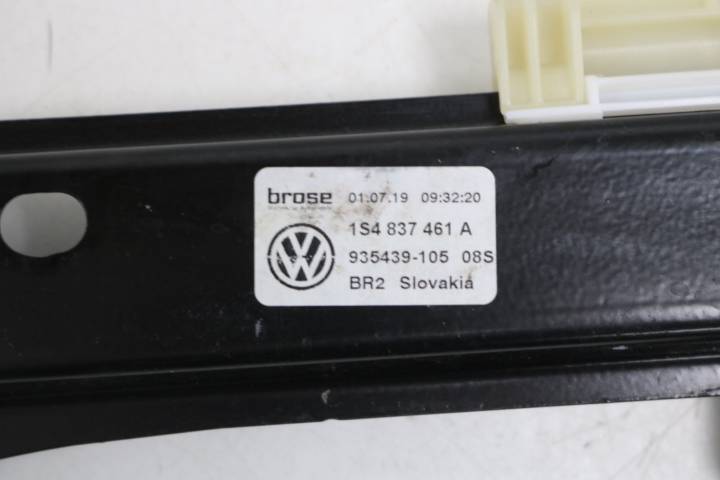 brose 01.07.19 09:32:20
1S4 837 461 A
935439-105 08S
BR2 Slovakia